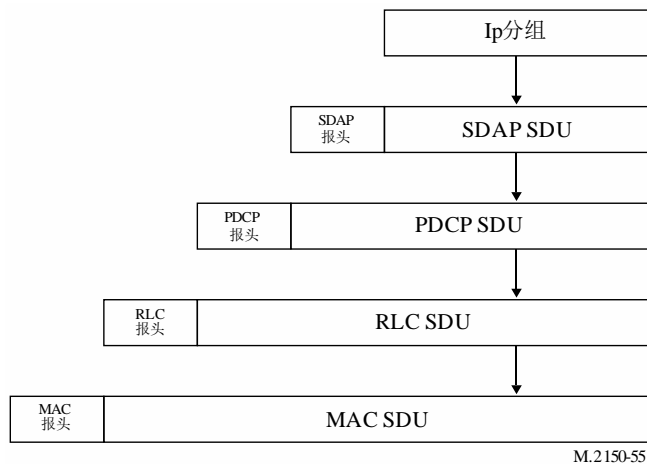 Ip分组
SDAP
报头
SDAP SDU
PDCP
报头
PDCP SDU
RLC
报头
RLC SDU
MAC
报头
MAC SDU
M.2150-55